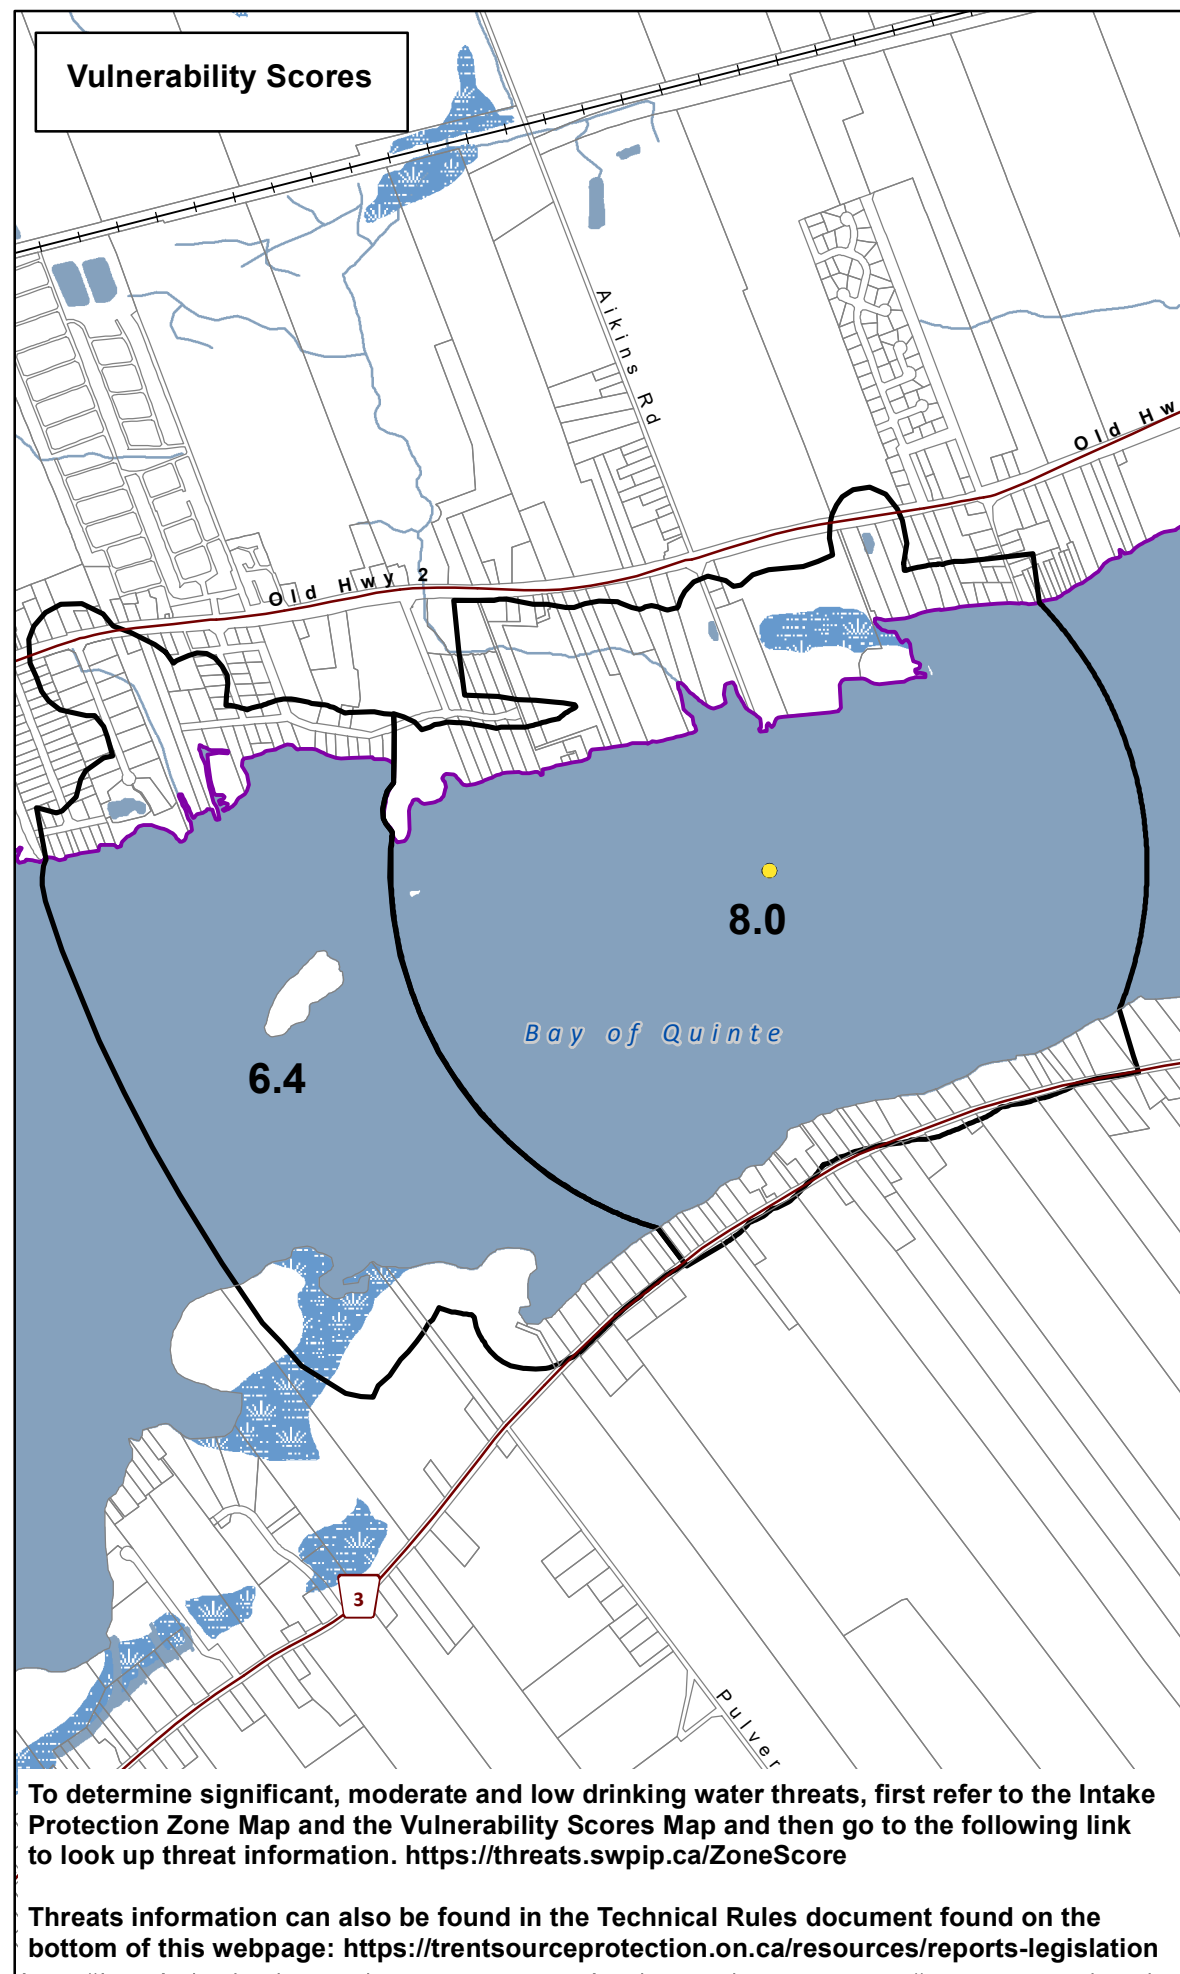 Vulnerability Scores
Aikins Rd
Old Hw
Old Hwy 2
8.0
Bay of Quinte
6.4
3
Pulver
To determine significant, moderate and low drinking water threats, first refer to the Intake
Protection Zone Map and the Vulnerability Scores Map and then go to the following link
to look up threat information. https://threats.swpip.ca/ZoneScore
Threats information can also be found in the Technical Rules document found on the
bottom of this webpage: https://trentsourceprotection.on.ca/resources/reports-legislation